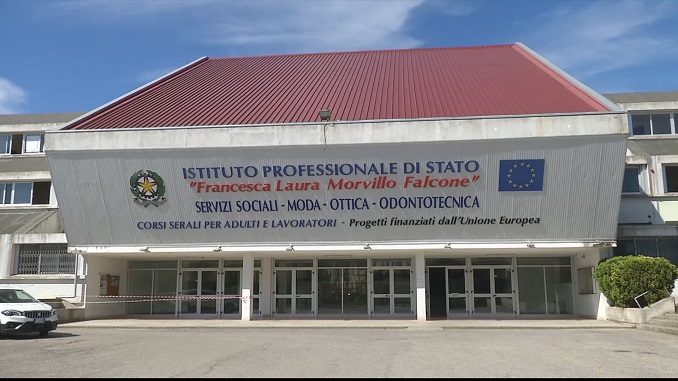 ISTITUTO PROFESSIONALE DI STATO
"Francesca Laura Morvillo Falcone"
SERVIZI SOCIALI - MODA - OTTICA - ODONTOTECNICA
CORSI SERALI PER ADULTI E LAVORATORI - Progetti finanziati dall'Unione Europea